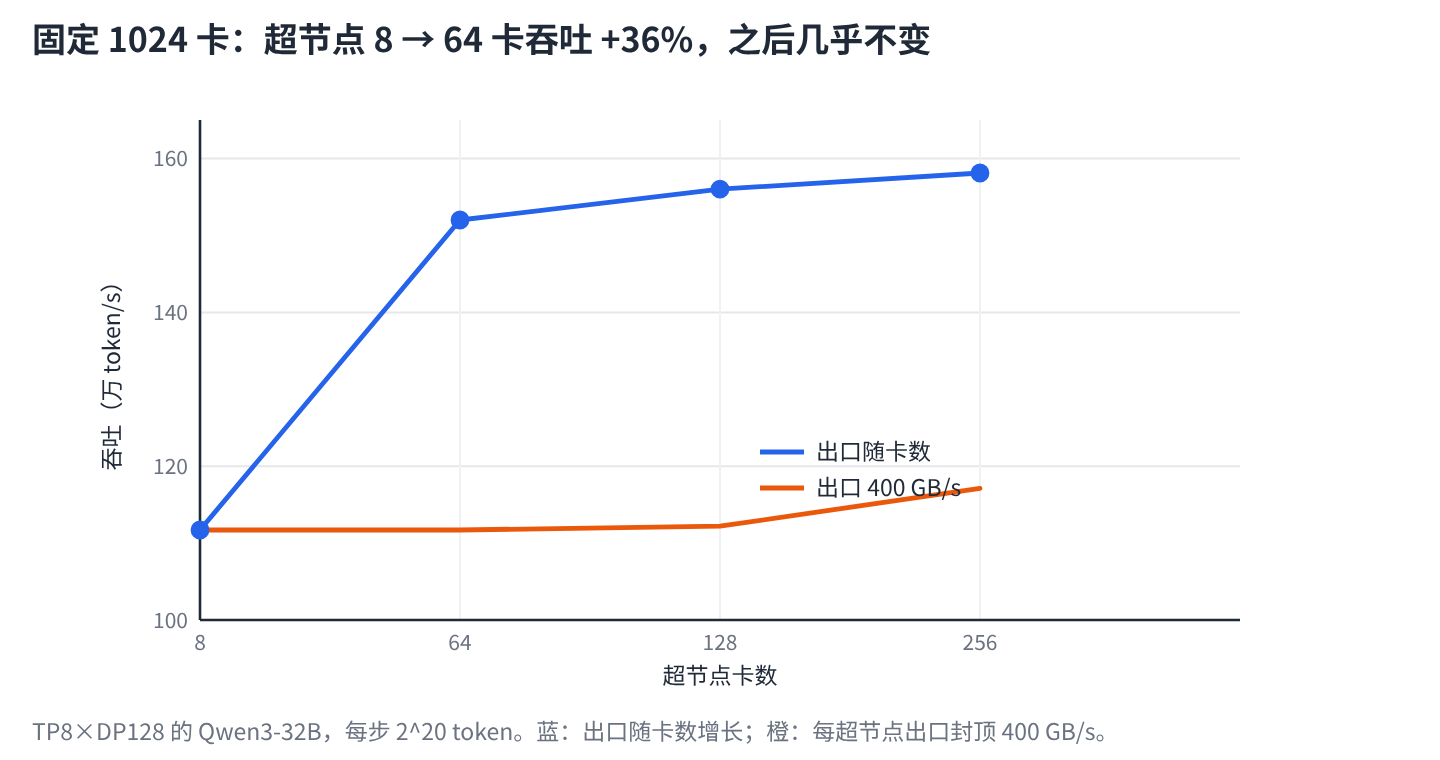 固定 1024 卡：超节点 8 → 64 卡吞吐 +36%，之后几乎不变
160
140
120
100
吞吐（万 token/s）
出口随卡数
出口 400 GB/s
8 64 128 256
超节点卡数
TP8×DP128 的 Qwen3-32B，每步 2^20 token。蓝：出口随卡数增长；橙：每超节点出口封顶 400 GB/s。